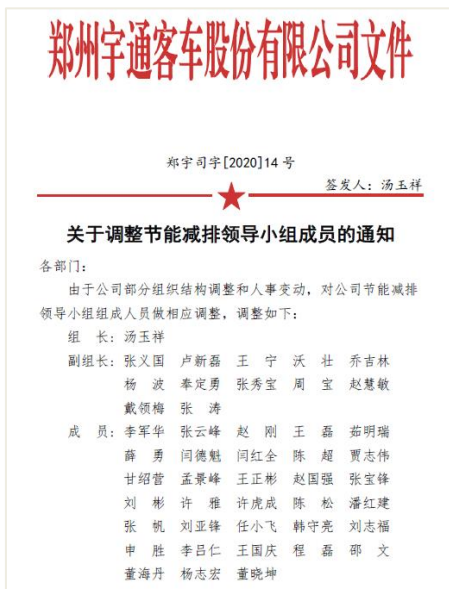 郑州宇通客车股份有限公司文件
郑宇司字[2020]14 号
签发人：汤玉祥
关于调整节能减排领导小组成员的通知
各部门：
由于公司部分组织结构调整和人事变动，对公司节能减排
领导小组组成人员做相应调整，调整如下：
组 长：汤玉祥
副组长：张义国 卢新磊 王 宁 沃 壮 乔吉林
杨 波 奉定勇 张秀宝 周 宝 赵慧敏
戴领梅 张 涛
成 员：李军华 张云峰 赵 刚 王 磊 茹明瑞
薛 勇 闫德魁 闫红全 陈 超 贾志伟
甘绍营 孟景峰 王正彬 赵国强 张宝锋
刘 彬 许 雅 许虎成 陈 松 潘红建
张 帆 刘亚锋 任小飞 韩守亮 刘志福
申 胜 李吕仁 王国庆 程 磊 邵 文
董海丹 杨志宏 董晓坤